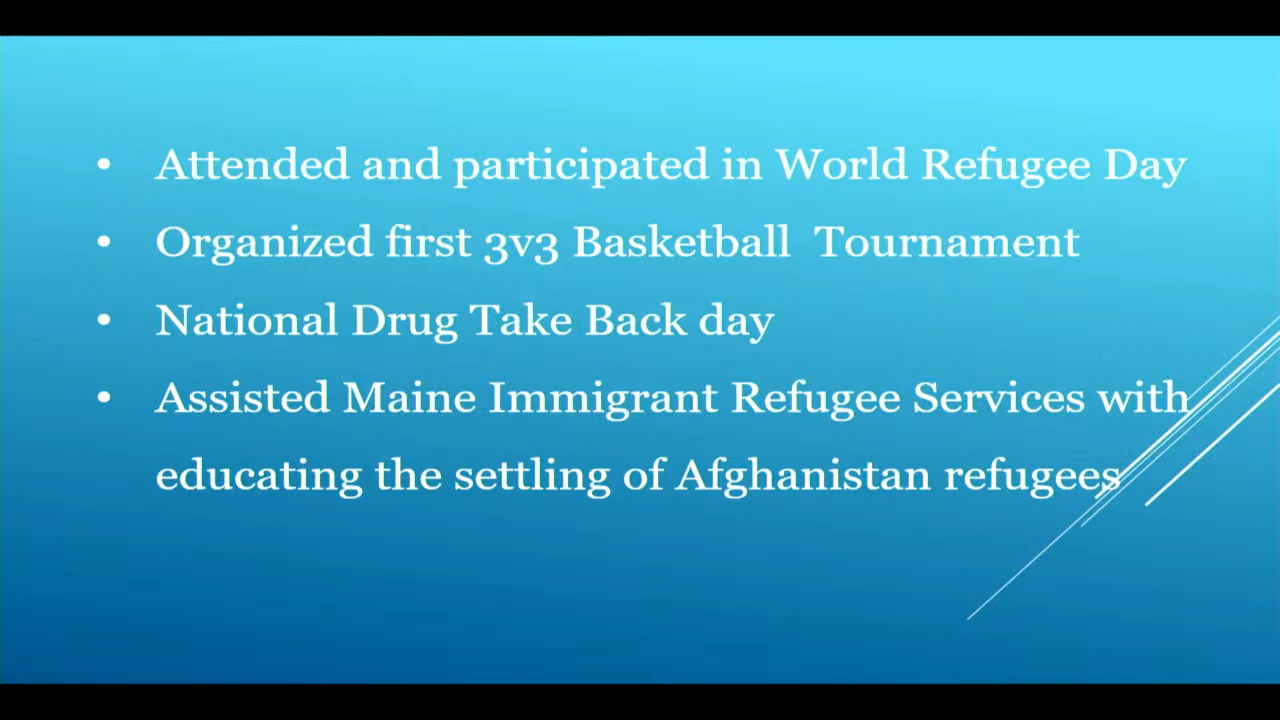 • Attended and participated in World Refugee Day
• Organized first 3v3 Basketball  Tournament
• National Drug Take Back day
• Assisted Maine Immigrant Refugee Services with
educating the settling of Afghanistan refugees